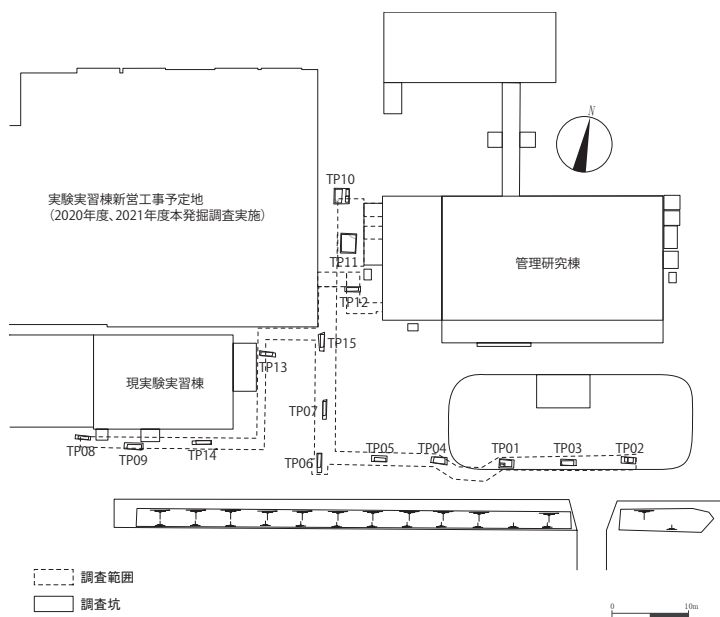 N
TP10
実験実習棟新営工事予定地
（2020年度、2021年度本発掘調査実施）
TP11
管理研究棟
TP12
TP15
TP13
現実験実習棟
TP07
TP08
TP09
TP14
TP06
TP05
TP04
TP01
TP03
TP02
調査範囲
調査坑
0
10m